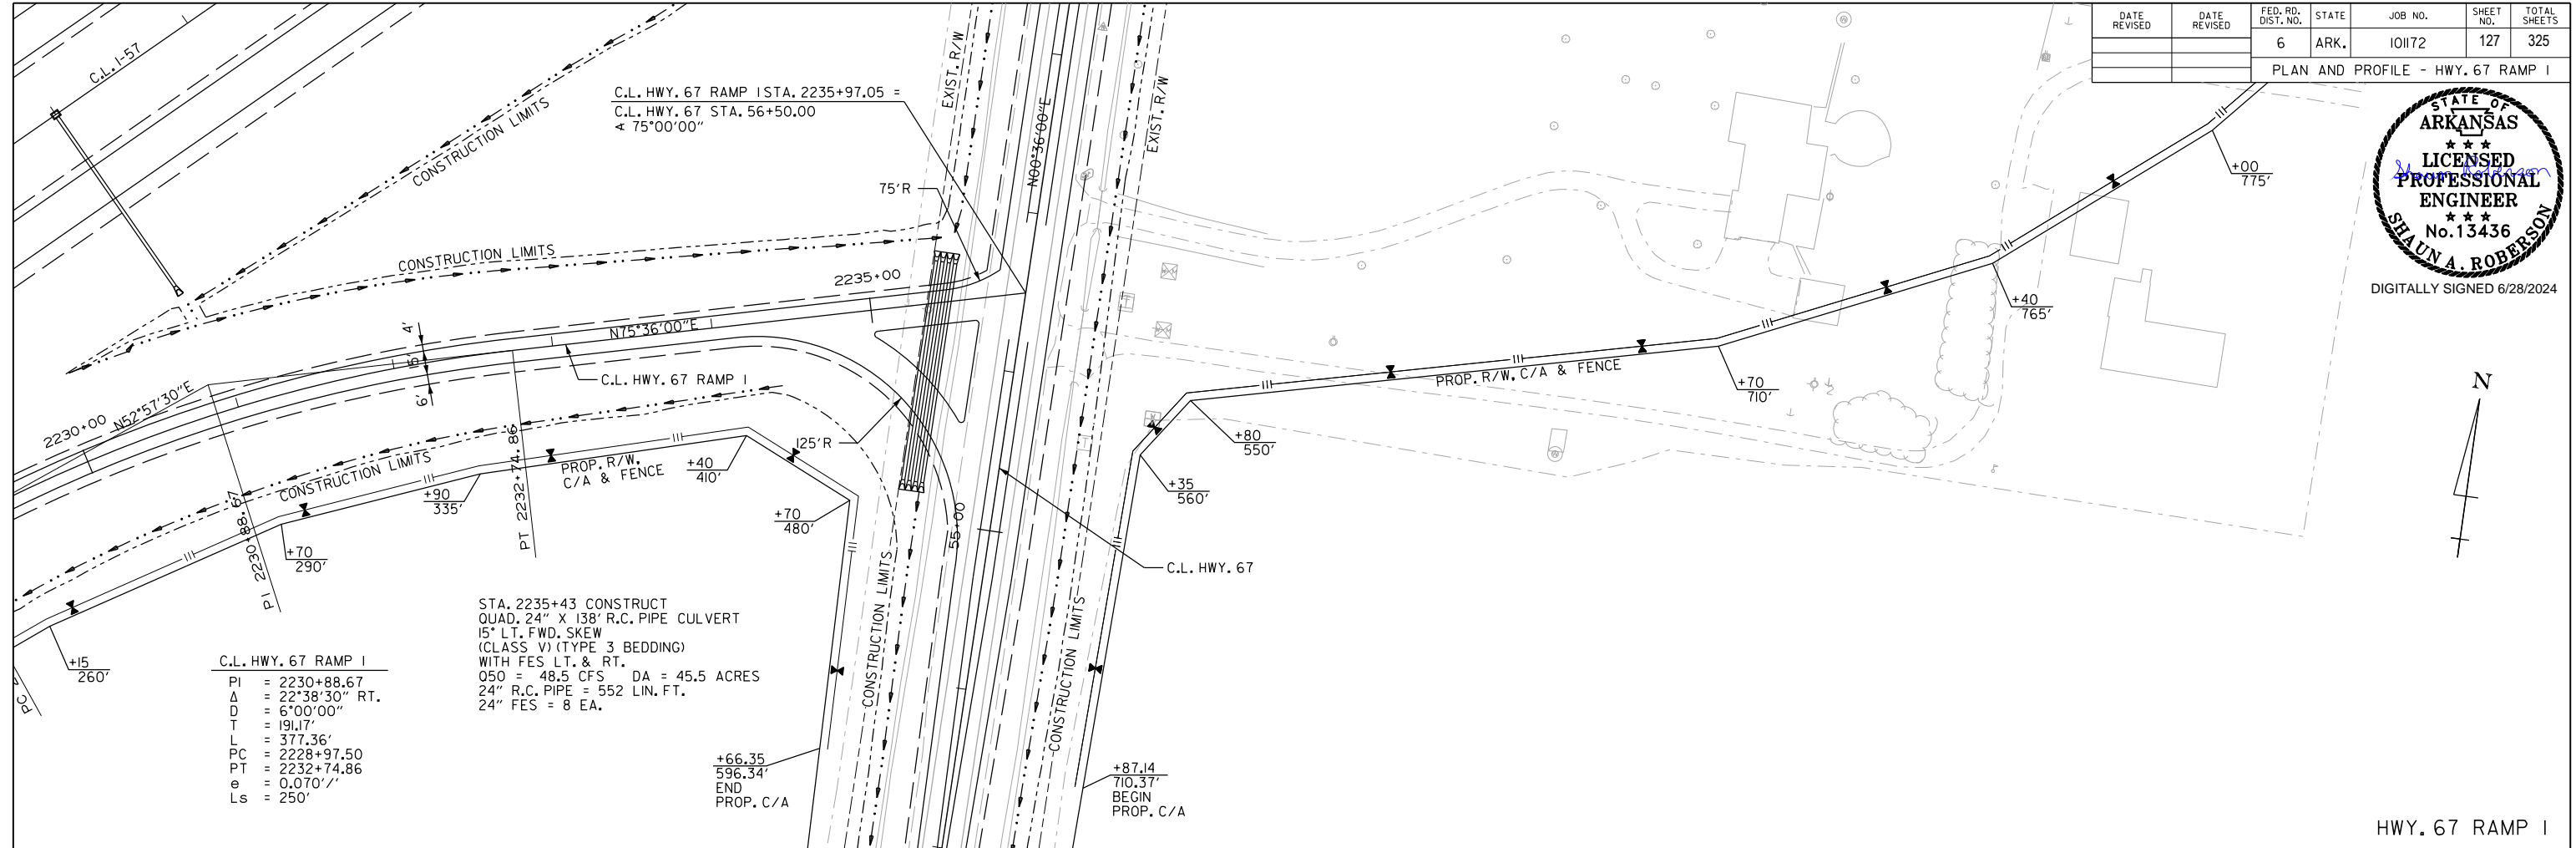 DATE REVISED
DATE REVISED
FED. RD. DIST. NO.
STATE
JOB NO.
SHEET NO.
TOTAL SHEETS
6
ARK.
101172
127
325
PLAN AND PROFILE - HWY. 67 RAMP 1
STATE OF
ARKANSAS
★ ★ ★
LICENSED
PROFESSIONAL
ENGINEER
★ ★ ★
No.13436
SHAUN A. ROBERSON
Shaun Roberson
DIGITALLY SIGNED 6/28/2024
C.L. I-57
CONSTRUCTION LIMITS
C.L. HWY. 67 RAMP 1 STA. 2235+97.05 =
C.L. HWY. 67 STA. 56+50.00
∢ 75°00'00"
EXIST. R/W
N00°36'00"E
EXIST. R/W
75'R
CONSTRUCTION LIMITS
2235+00
N75°36'00"E
4'
15'
6'
C.L. HWY. 67 RAMP 1
N52°57'30"E
2230+00
125'R
CONSTRUCTION LIMITS
PI 2230+88.67
PT 2232+74.86
PROP. R/W,
C/A & FENCE
+90
335'
+40
410'
+70
480'
+70
290'
+15
260'
PC
55+00
CONSTRUCTION LIMITS
CONSTRUCTION LIMITS
C.L. HWY. 67
+35
560'
+80
550'
PROP. R/W, C/A & FENCE
+70
710'
+40
765'
+00
775'
N
STA. 2235+43 CONSTRUCT
QUAD. 24" X 138' R.C. PIPE CULVERT
15° LT. FWD. SKEW
(CLASS V) (TYPE 3 BEDDING)
WITH FES LT. & RT.
Q50 = 48.5 CFS DA = 45.5 ACRES
24" R.C. PIPE = 552 LIN. FT.
24" FES = 8 EA.
C.L. HWY. 67 RAMP 1
PI = 2230+88.67
Δ = 22°38'30" RT.
D = 6°00'00"
T = 191.17'
L = 377.36'
PC = 2228+97.50
PT = 2232+74.86
e = 0.070'/'
Ls = 250'
+66.35
596.34'
END
PROP. C/A
+87.14
710.37'
BEGIN
PROP. C/A
HWY. 67 RAMP 1